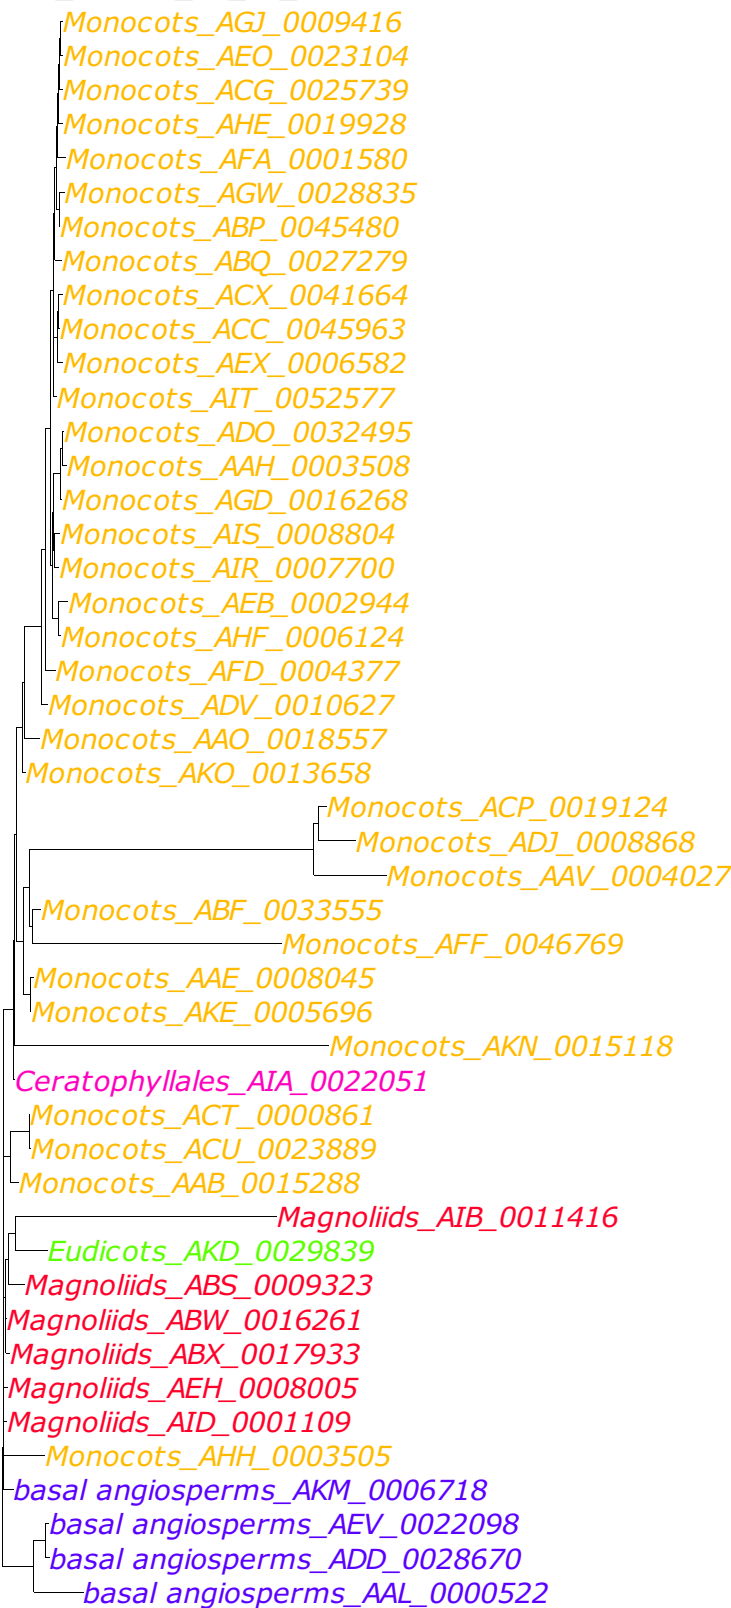 Monocots_AGJ_0009416
Monocots_AEO_0023104
Monocots_ACG_0025739
Monocots_AHE_0019928
Monocots_AFA_0001580
Monocots_AGW_0028835
Monocots_ABP_0045480
Monocots_ABQ_0027279
Monocots_ACX_0041664
Monocots_ACC_0045963
Monocots_AEX_0006582
Monocots_AIT_0052577
Monocots_ADO_0032495
Monocots_AAH_0003508
Monocots_AGD_0016268
Monocots_AIS_0008804
Monocots_AIR_0007700
Monocots_AEB_0002944
Monocots_AHF_0006124
Monocots_AFD_0004377
Monocots_ADV_0010627
Monocots_AAO_0018557
Monocots_AKO_0013658
Monocots_ACP_0019124
Monocots_ADJ_0008868
Monocots_AAV_0004027
Monocots_ABF_0033555
Monocots_AFF_0046769
Monocots_AAE_0008045
Monocots_AKE_0005696
Monocots_AKN_0015118
Ceratophyllales_AIA_0022051
Monocots_ACT_0000861
Monocots_ACU_0023889
Monocots_AAB_0015288
Magnoliids_AIB_0011416
Eudicots_AKD_0029839
Magnoliids_ABS_0009323
Magnoliids_ABW_0016261
Magnoliids_ABX_0017933
Magnoliids_AEH_0008005
Magnoliids_AID_0001109
Monocots_AHH_0003505
basal angiosperms_AKM_0006718
basal angiosperms_AEV_0022098
basal angiosperms_ADD_0028670
basal angiosperms_AAL_0000522